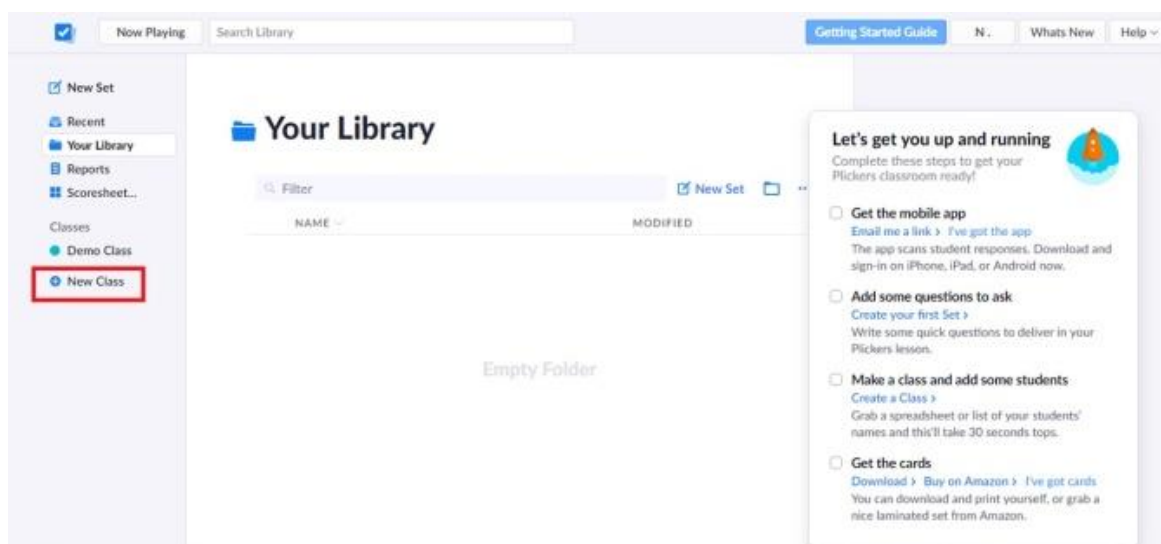 Now Playing
Search Library
Getting Started Guide
N .
Whats New
Help
New Set
Recent
Your Library
Reports
Scoresheet...
Classes
Demo Class
New Class
Your Library
Filter
New Set
...
NAME
MODIFIED
Empty Folder
Let's get you up and running
Complete these steps to get your
Plickers classroom ready!
Get the mobile app
Email me a link > I've got the app
The app scans student responses. Download and
sign-in on iPhone, iPad, or Android now.
Add some questions to ask
Create your first Set >
Write some quick questions to deliver in your
Plickers lesson.
Make a class and add some students
Create a Class >
Grab a spreadsheet or list of your students'
names and this'll take 30 seconds tops.
Get the cards
Download > Buy on Amazon > I've got cards
You can download and print yourself, or grab a
nice laminated set from Amazon.